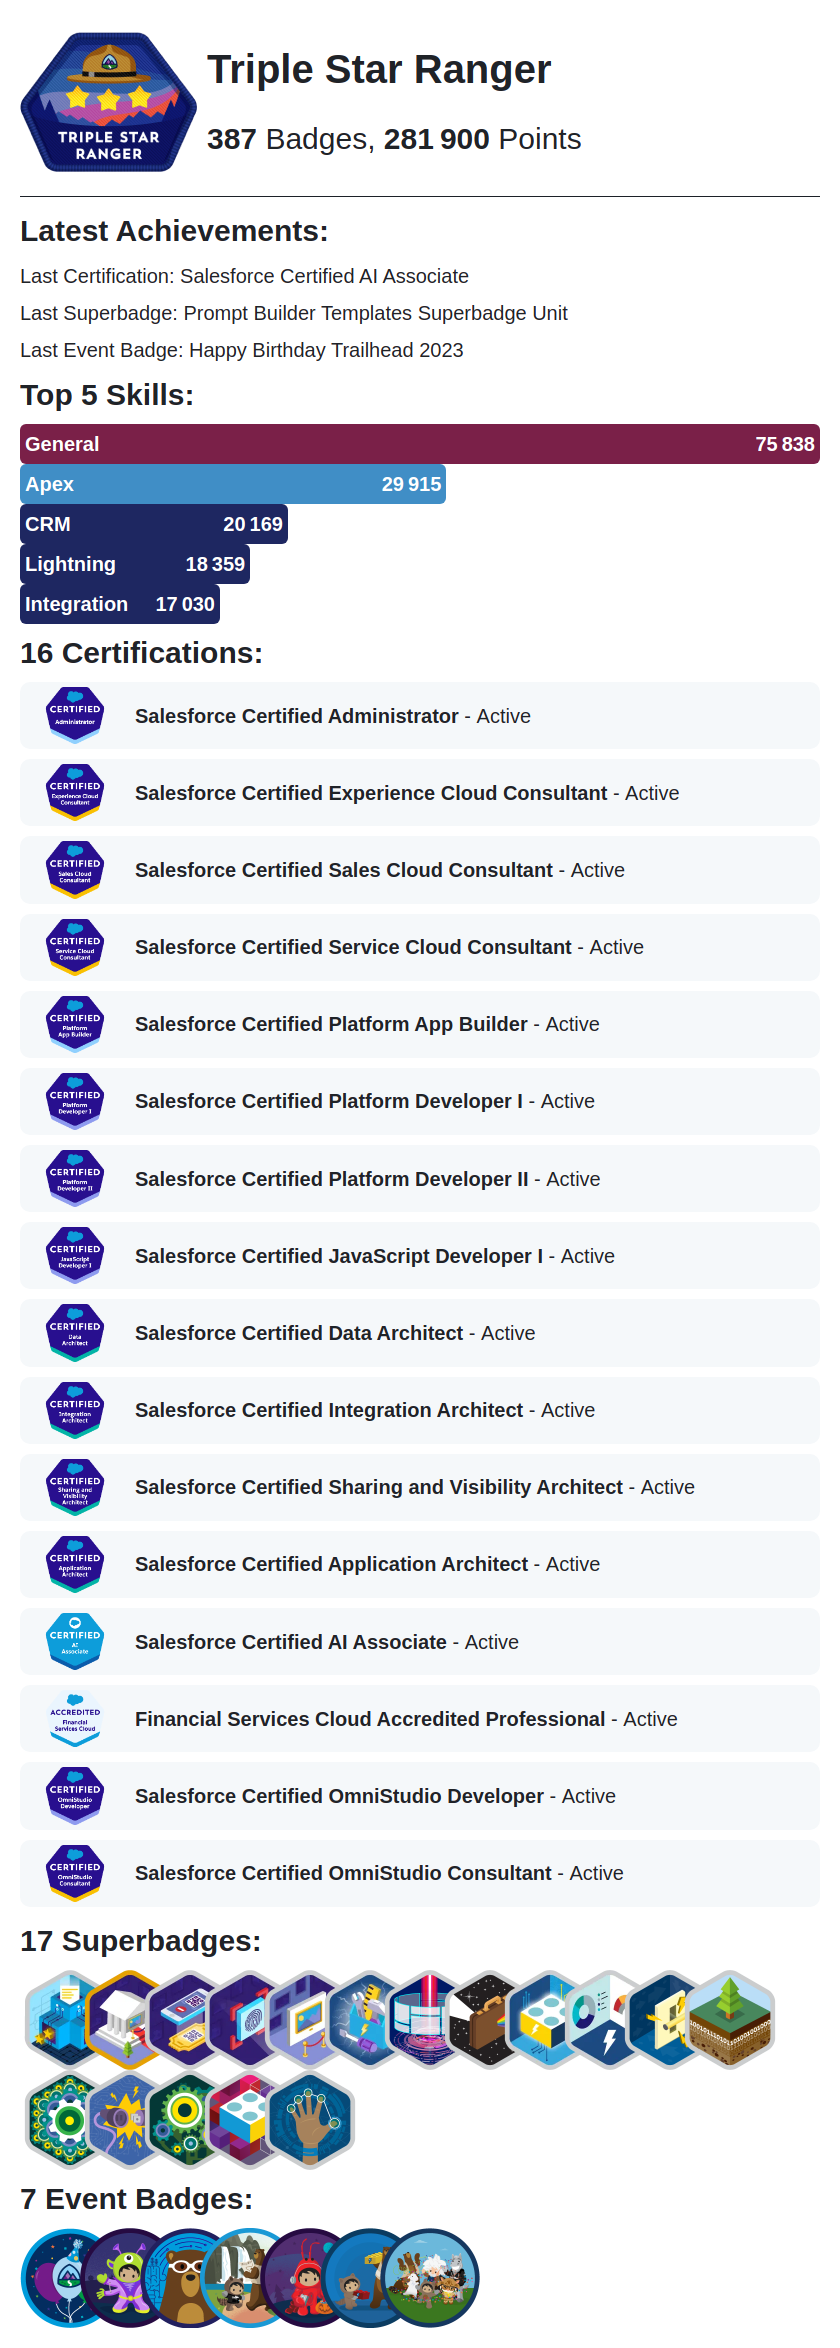 TRIPLE STAR
RANGER
Triple Star Ranger
387 Badges, 281 900 Points
Latest Achievements:
Last Certification: Salesforce Certified AI Associate
Last Superbadge: Prompt Builder Templates Superbadge Unit
Last Event Badge: Happy Birthday Trailhead 2023
Top 5 Skills:
General 75 838
Apex 29 915
CRM 20 169
Lightning 18 359
Integration 17 030
16 Certifications:
CERTIFIED
Administrator
Salesforce Certified Administrator - Active
CERTIFIED
Experience Cloud
Consultant
Salesforce Certified Experience Cloud Consultant - Active
CERTIFIED
Sales Cloud
Consultant
Salesforce Certified Sales Cloud Consultant - Active
CERTIFIED
Service Cloud
Consultant
Salesforce Certified Service Cloud Consultant - Active
CERTIFIED
Platform
App Builder
Salesforce Certified Platform App Builder - Active
CERTIFIED
Platform
Developer I
Salesforce Certified Platform Developer I - Active
CERTIFIED
Platform
Developer II
Salesforce Certified Platform Developer II - Active
CERTIFIED
JavaScript
Developer I
Salesforce Certified JavaScript Developer I - Active
CERTIFIED
Data
Architect
Salesforce Certified Data Architect - Active
CERTIFIED
Integration
Architect
Salesforce Certified Integration Architect - Active
CERTIFIED
Sharing and
Visibility
Architect
Salesforce Certified Sharing and Visibility Architect - Active
CERTIFIED
Application
Architect
Salesforce Certified Application Architect - Active
CERTIFIED
AI
Associate
Salesforce Certified AI Associate - Active
ACCREDITED
Financial
Services Cloud
Financial Services Cloud Accredited Professional - Active
CERTIFIED
OmniStudio
Developer
Salesforce Certified OmniStudio Developer - Active
CERTIFIED
OmniStudio
Consultant
Salesforce Certified OmniStudio Consultant - Active
17 Superbadges:
7 Event Badges: